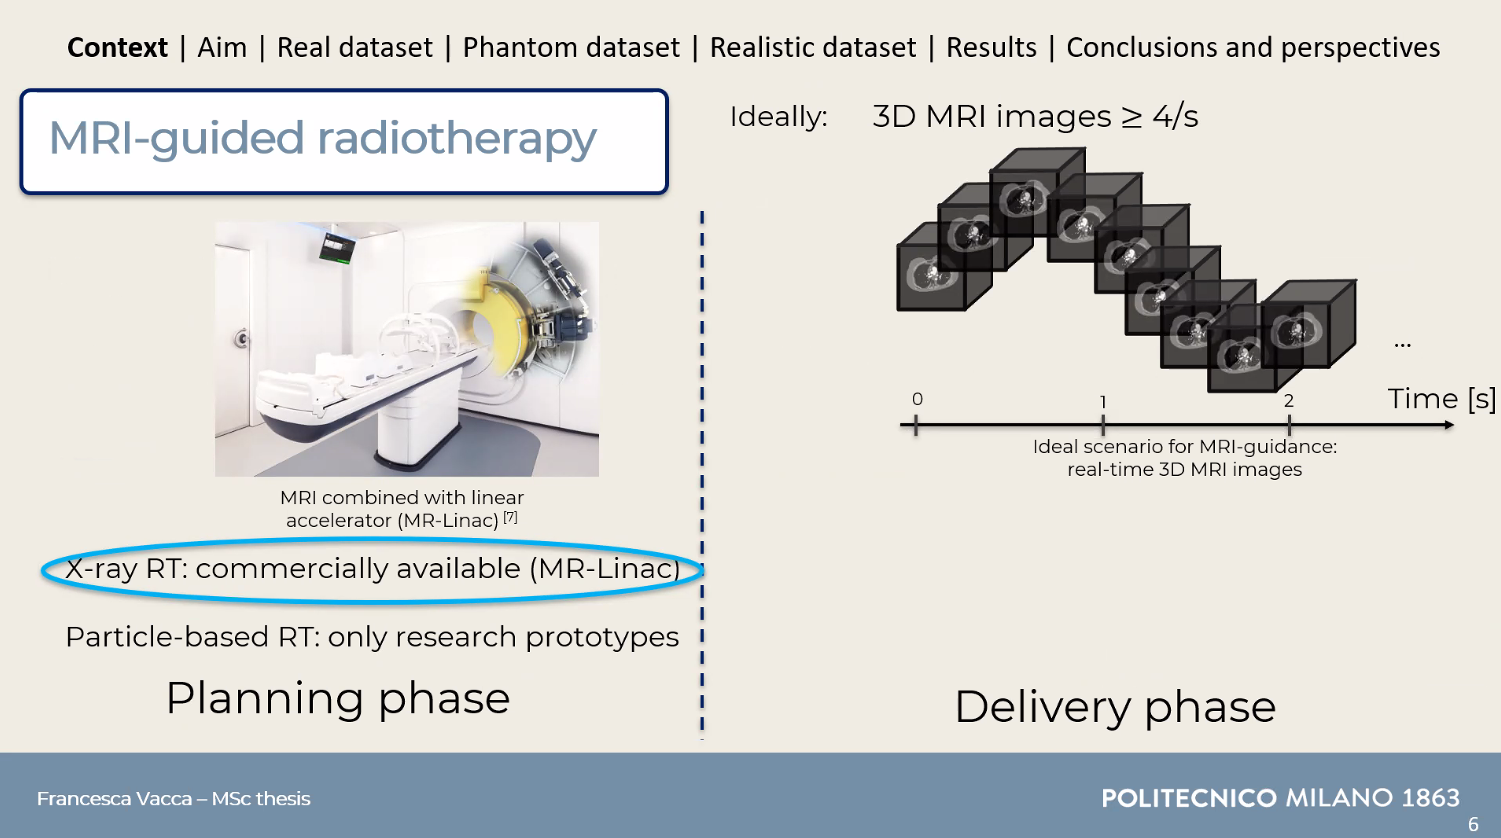 Context | Aim | Real dataset | Phantom dataset | Realistic dataset | Results | Conclusions and perspectives
MRI-guided radiotherapy
MRI combined with linear
accelerator (MR-Linac) [7]
X-ray RT: commercially available (MR-Linac)
Particle-based RT: only research prototypes
Planning phase
Ideally: 3D MRI images ≥ 4/s
...
Time [s]
0 1 2
Ideal scenario for MRI-guidance:
real-time 3D MRI images
Delivery phase
Francesca Vacca – MSc thesis
POLITECNICO MILANO 1863
6